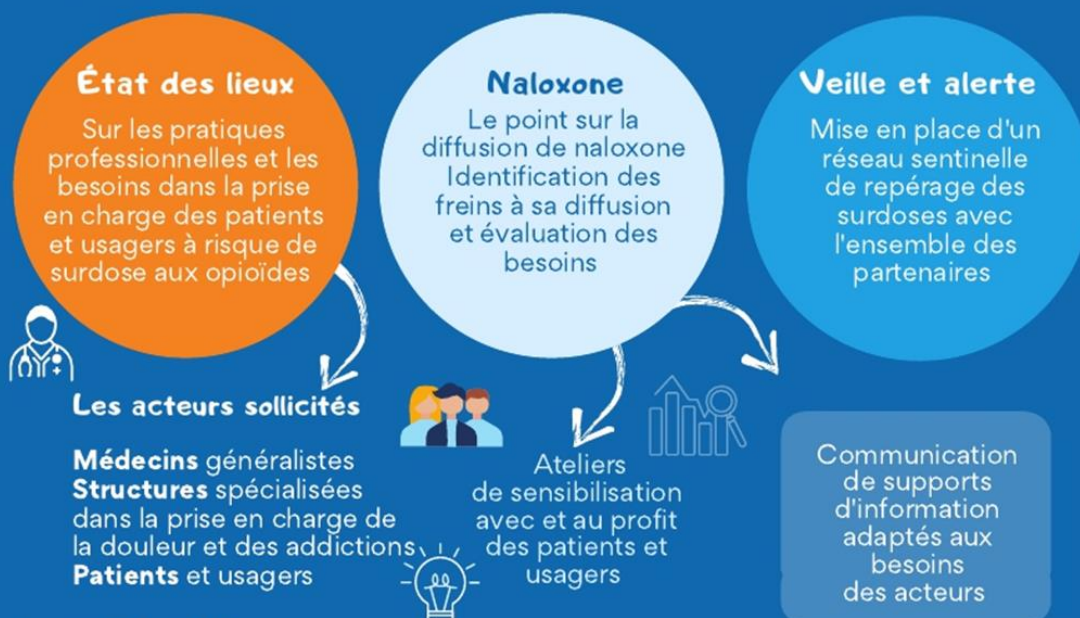 État des lieux
Sur les pratiques
professionnelles et les
besoins dans la prise
en charge des patients
et usagers à risque de
surdose aux opioïdes
Naloxone
Le point sur la
diffusion de naloxone
Identification des
freins à sa diffusion
et évaluation des
besoins
Veille et alerte
Mise en place d'un
réseau sentinelle
de repérage des
surdoses avec
l'ensemble des
partenaires
Les acteurs sollicités
Médecins généralistes
Structures spécialisées
dans la prise en charge de
la douleur et des addictions
Patients et usagers
Ateliers
de sensibilisation
avec et au profit
des patients et
usagers
Communication
de supports
d'information
adaptés aux
besoins
des acteurs